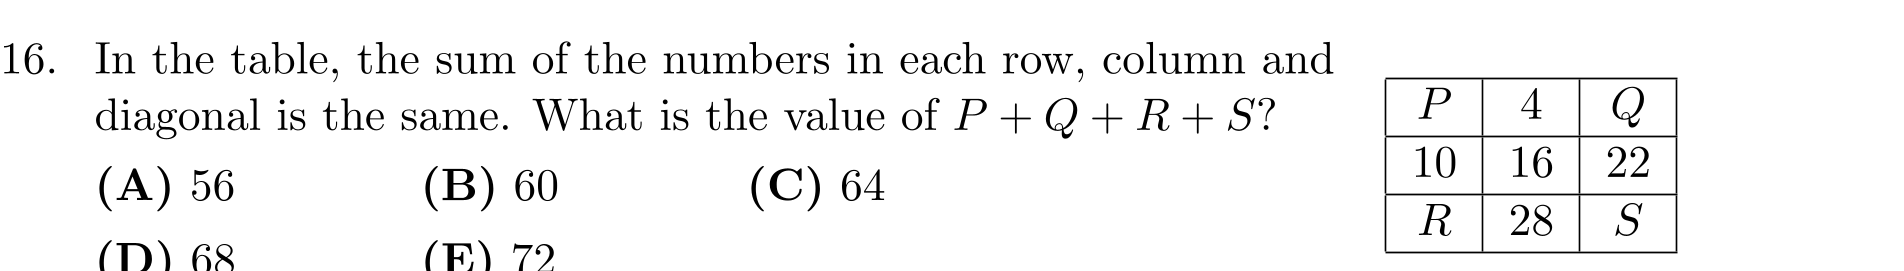 16. In the table, the sum of the numbers in each row, column and
diagonal is the same. What is the value of P + Q + R + S?
(A) 56 (B) 60 (C) 64
(D) 68 (E) 72
P 4 Q
10 16 22
R 28 S